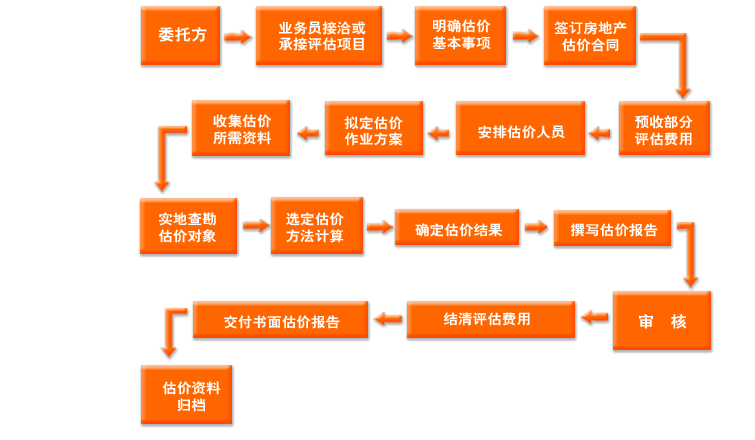 委托方
业务员接洽或
承接评估项目
明确估价
基本事项
签订房地产
估价合同
预收部分
评估费用
安排估价人员
拟定估价
作业方案
收集估价
所需资料
实地查勘
估价对象
选定估价
方法计算
确定估价结果
撰写估价报告
审 核
结清评估费用
交付书面估价报告
估价资料
归档